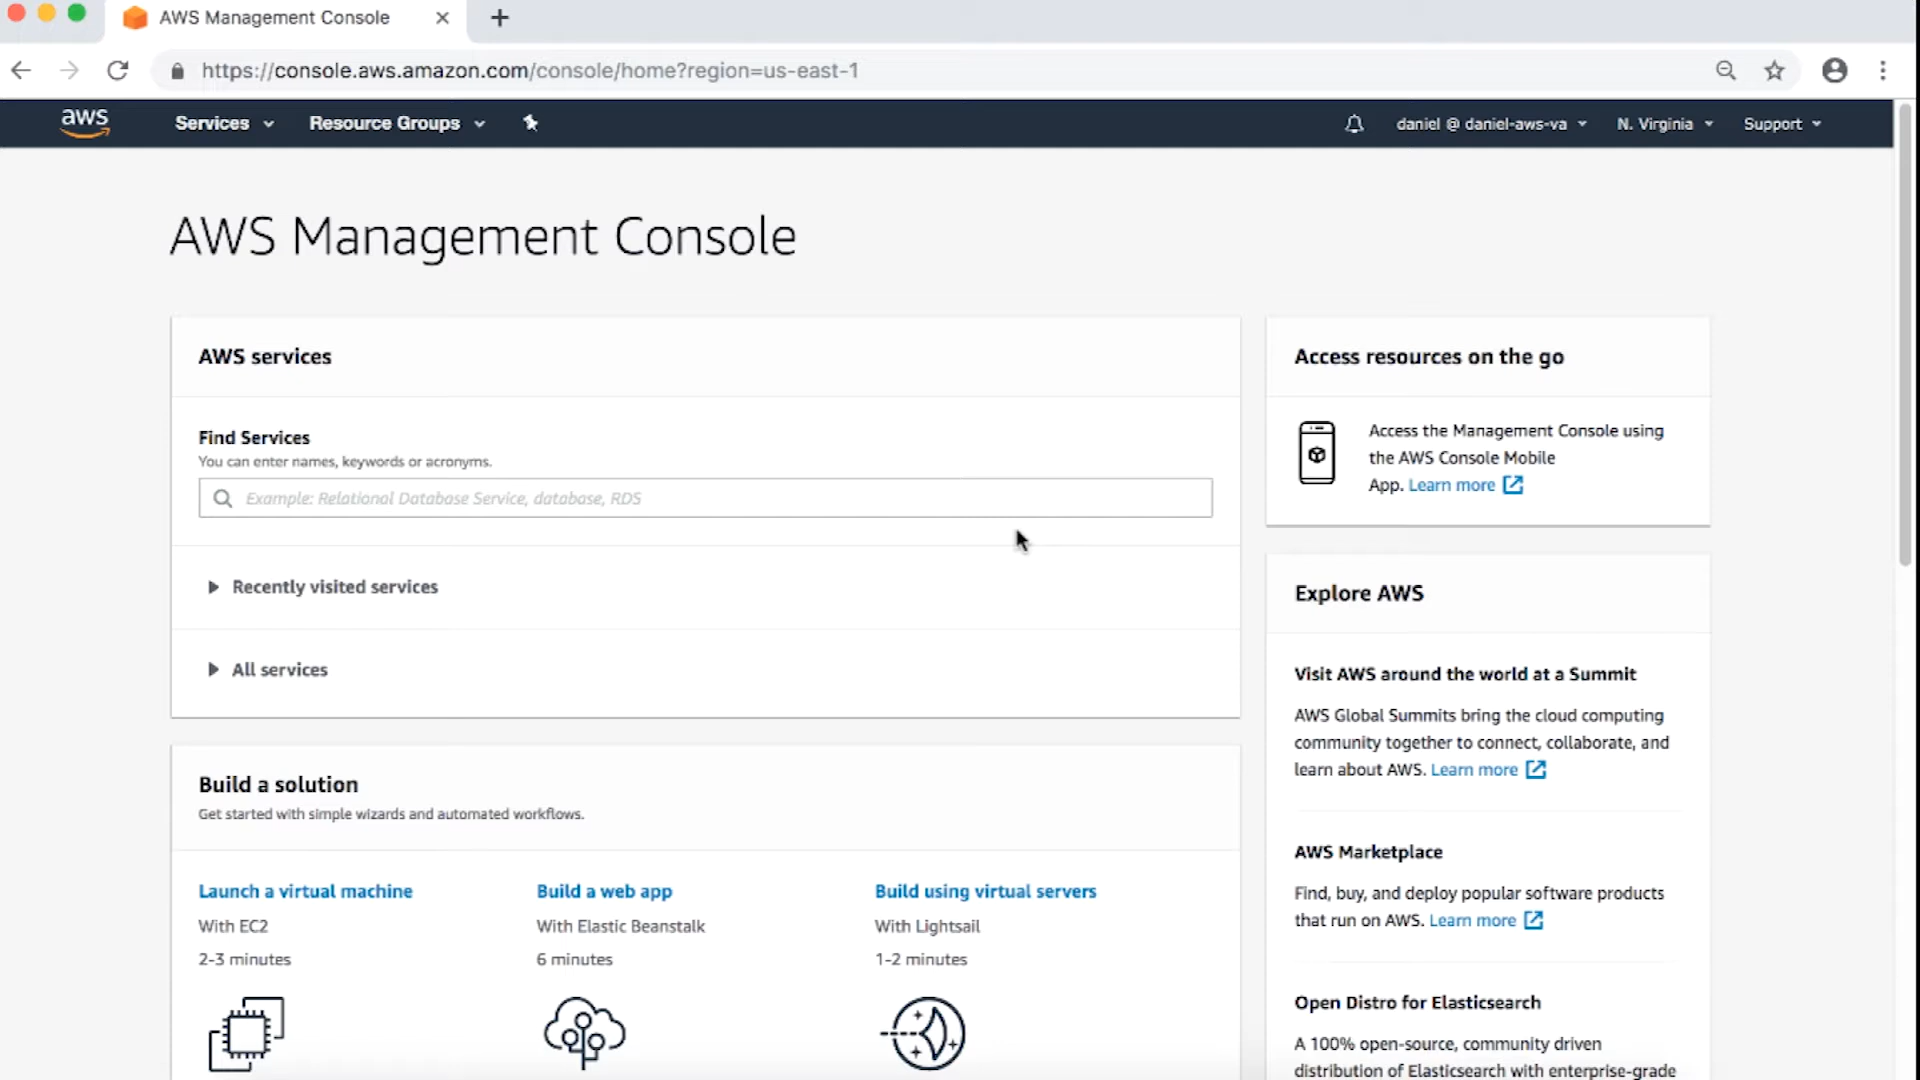 AWS Management Console
https://console.aws.amazon.com/console/home?region=us-east-1
aws
Services
Resource Groups
daniel @ daniel-aws-va
N. Virginia
Support
AWS Management Console
AWS services
Find Services
You can enter names, keywords or acronyms.
Example: Relational Database Service, database, RDS
Recently visited services
All services
Build a solution
Get started with simple wizards and automated workflows.
Launch a virtual machine
With EC2
2-3 minutes
Build a web app
With Elastic Beanstalk
6 minutes
Build using virtual servers
With Lightsail
1-2 minutes
Access resources on the go
Access the Management Console using
the AWS Console Mobile
App. Learn more
Explore AWS
Visit AWS around the world at a Summit
AWS Global Summits bring the cloud computing
community together to connect, collaborate, and
learn about AWS. Learn more
AWS Marketplace
Find, buy, and deploy popular software products
that run on AWS. Learn more
Open Distro for Elasticsearch
A 100% open-source, community driven
distribution of Elasticsearch with enterprise-grade